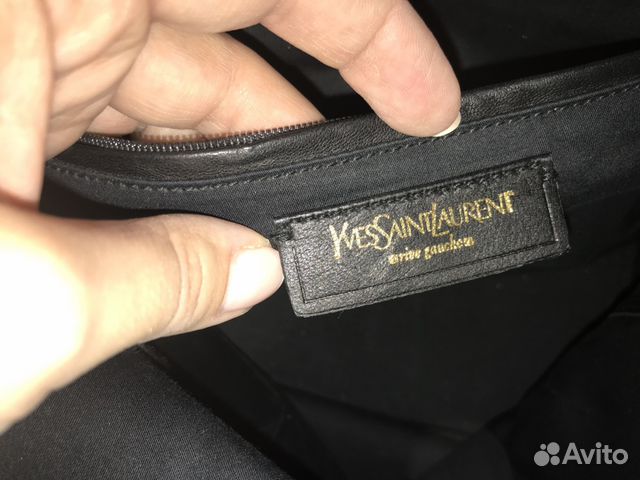 YVESSAINTLAURENT
rive gauche
Avito